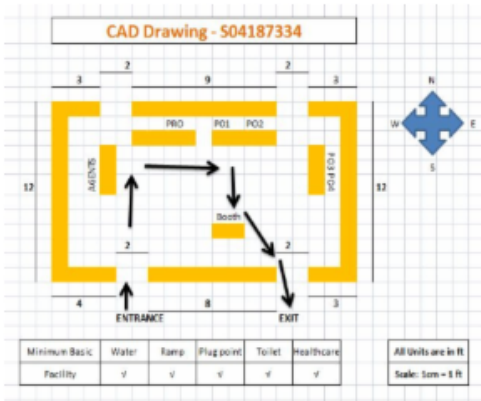 CAD Drawing - S04187334
2 2
3 9 3
N
PRO PO1 PO2
W E
AGENTS
PO3 PO4
S
12 12
Booth
2 2
4 8 3
ENTRANCE EXIT
Minimum Basic Water Ramp Plug point Toilet Healthcare
Facility √ √ √ √ √
All Units are in ft
Scale: 1cm = 1 ft